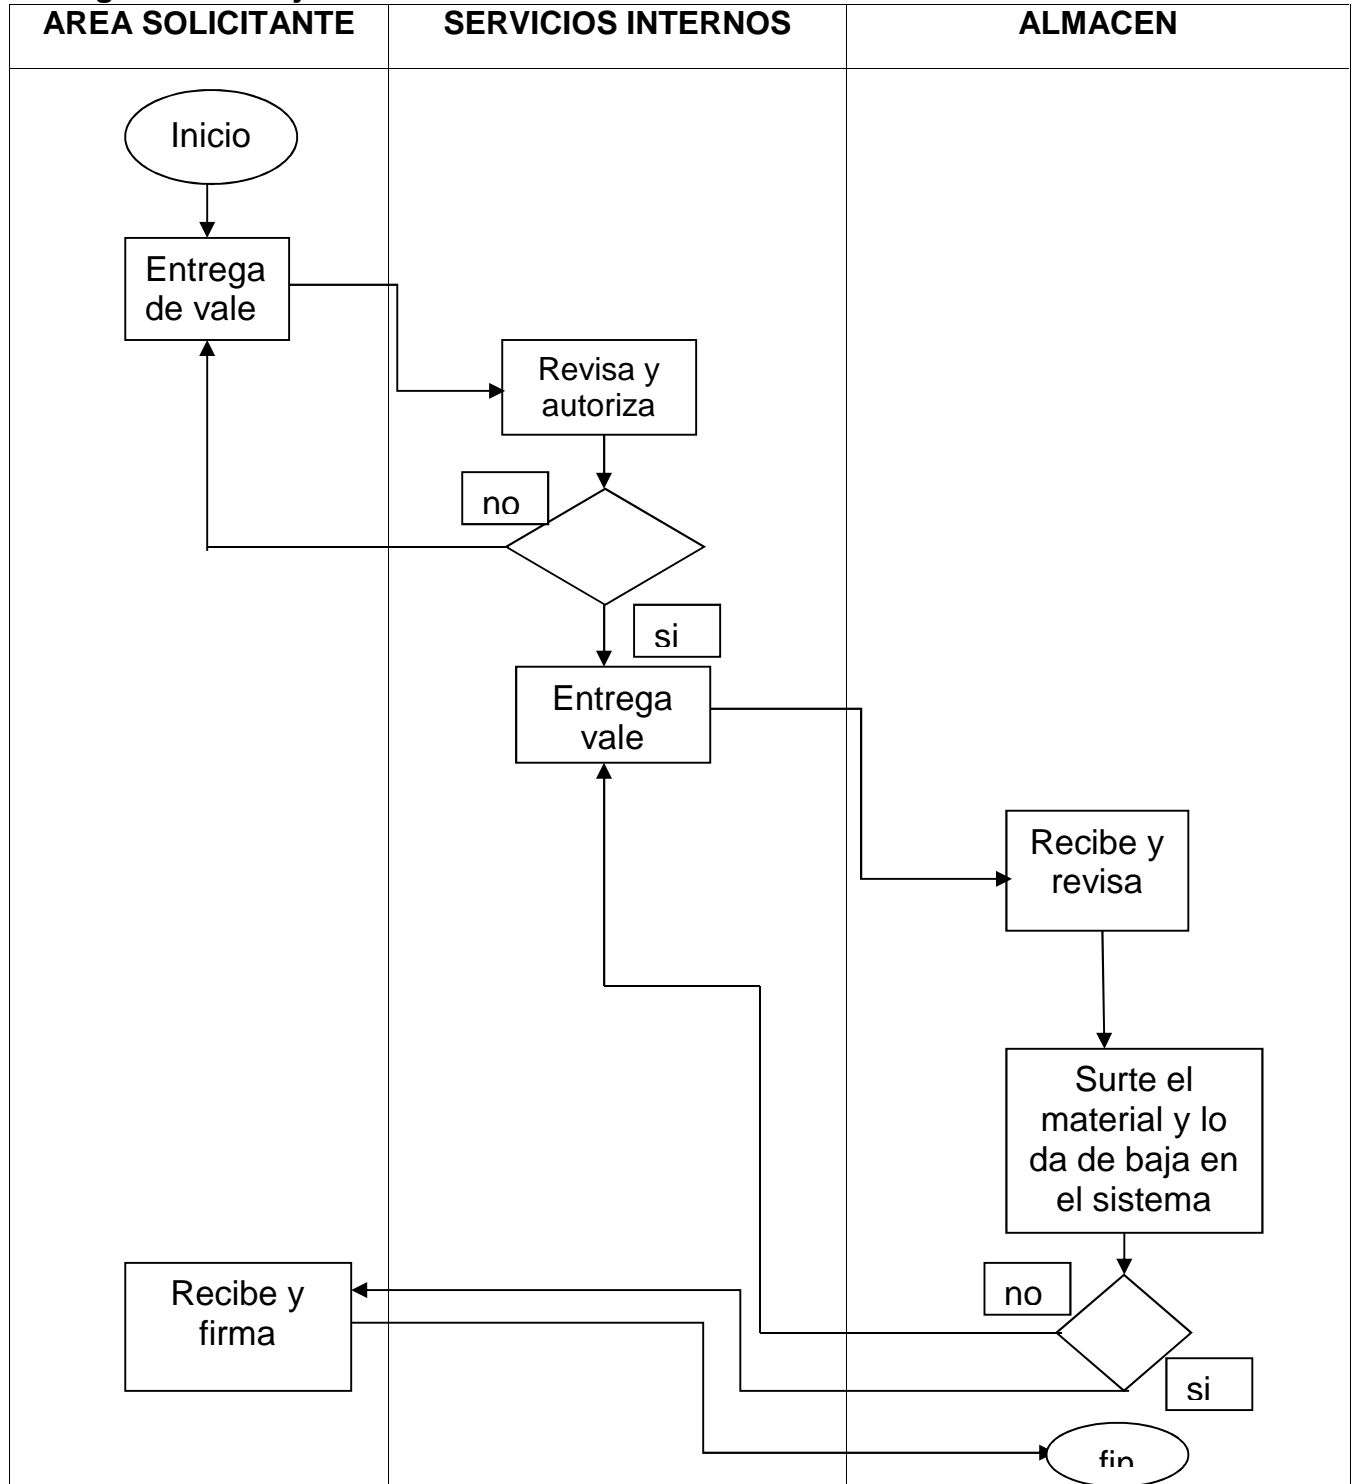 AREA SOLICITANTE
SERVICIOS INTERNOS
ALMACEN
Inicio
Entrega
de vale
Revisa y
autoriza
no
si
Entrega
vale
Recibe y
revisa
Surte el
material y lo
da de baja en
el sistema
no
si
Recibe y
firma
fin